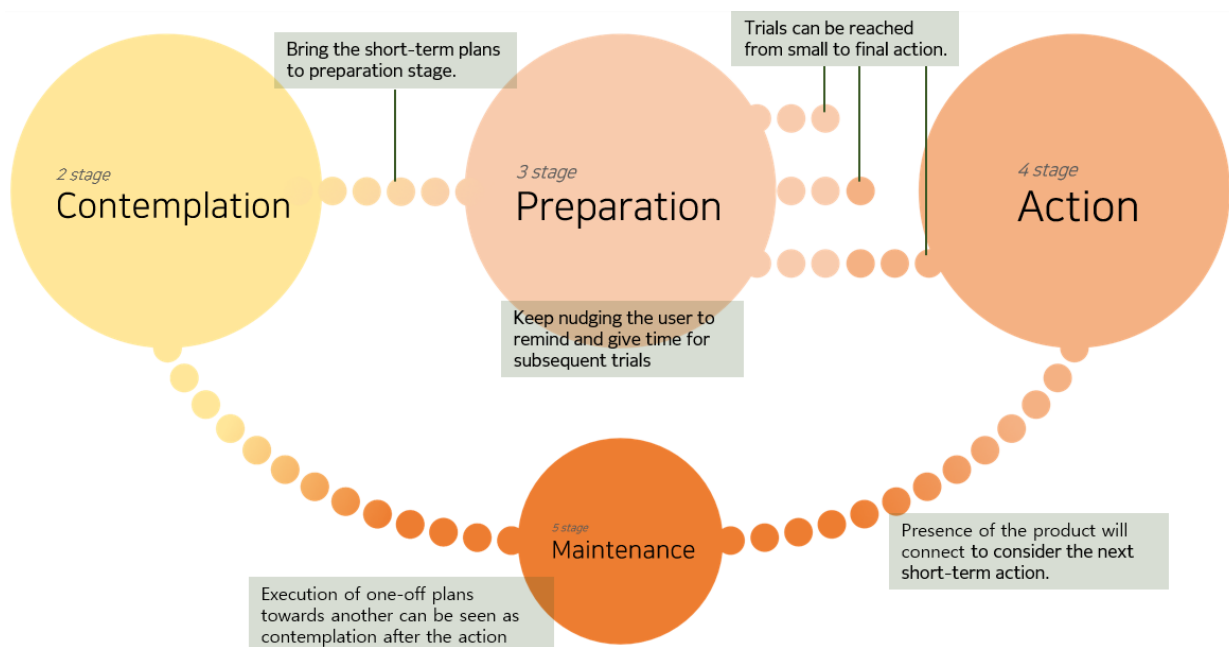 Bring the short-term plans
to preparation stage.
Trials can be reached
from small to final action.
2 stage
Contemplation
3 stage
Preparation
4 stage
Action
Keep nudging the user to
remind and give time for
subsequent trials
5 stage
Maintenance
Presence of the product will
connect to consider the next
short-term action.
Execution of one-off plans
towards another can be seen as
contemplation after the action